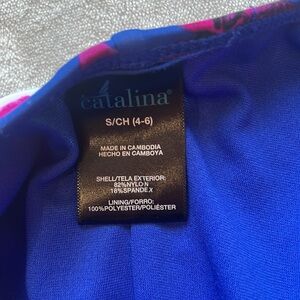 catalina®
S/CH (4-6)
MADE IN CAMBODIA
HECHO EN CAMBOYA
SHELL/TELA EXTERIOR:
82%NYLON
18%SPANDEX
LINING/FORRO:
100%POLYESTER/POLIÉSTER